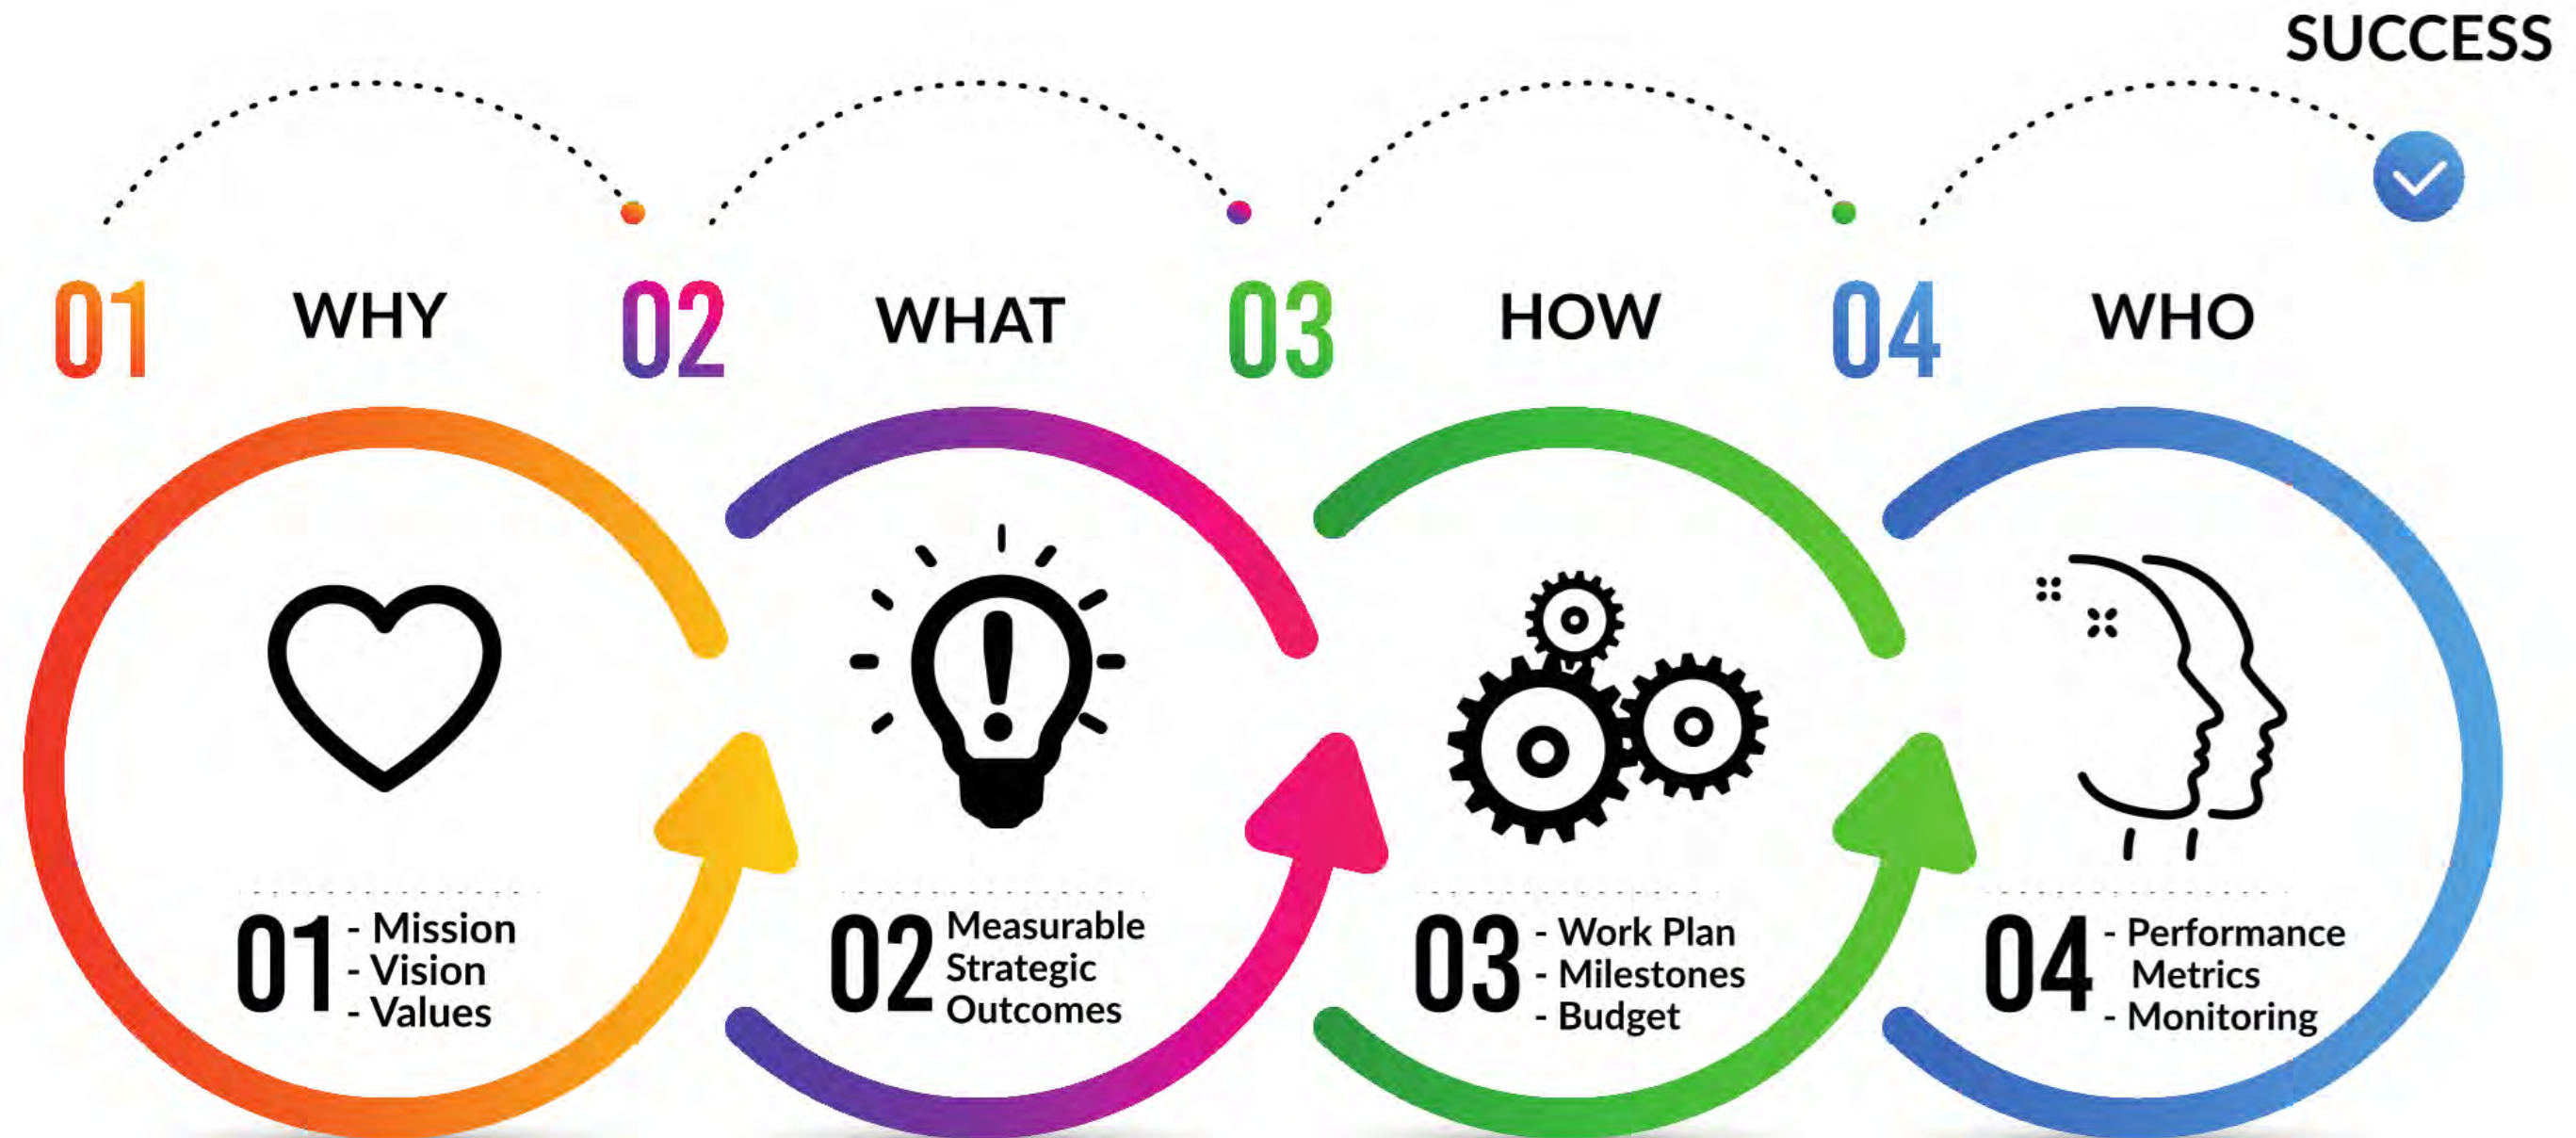 SUCCESS
01 WHY
02 WHAT
03 HOW
04 WHO
01
- Mission
- Vision
- Values
02
Measurable
Strategic
Outcomes
03
- Work Plan
- Milestones
- Budget
04
- Performance
Metrics
- Monitoring